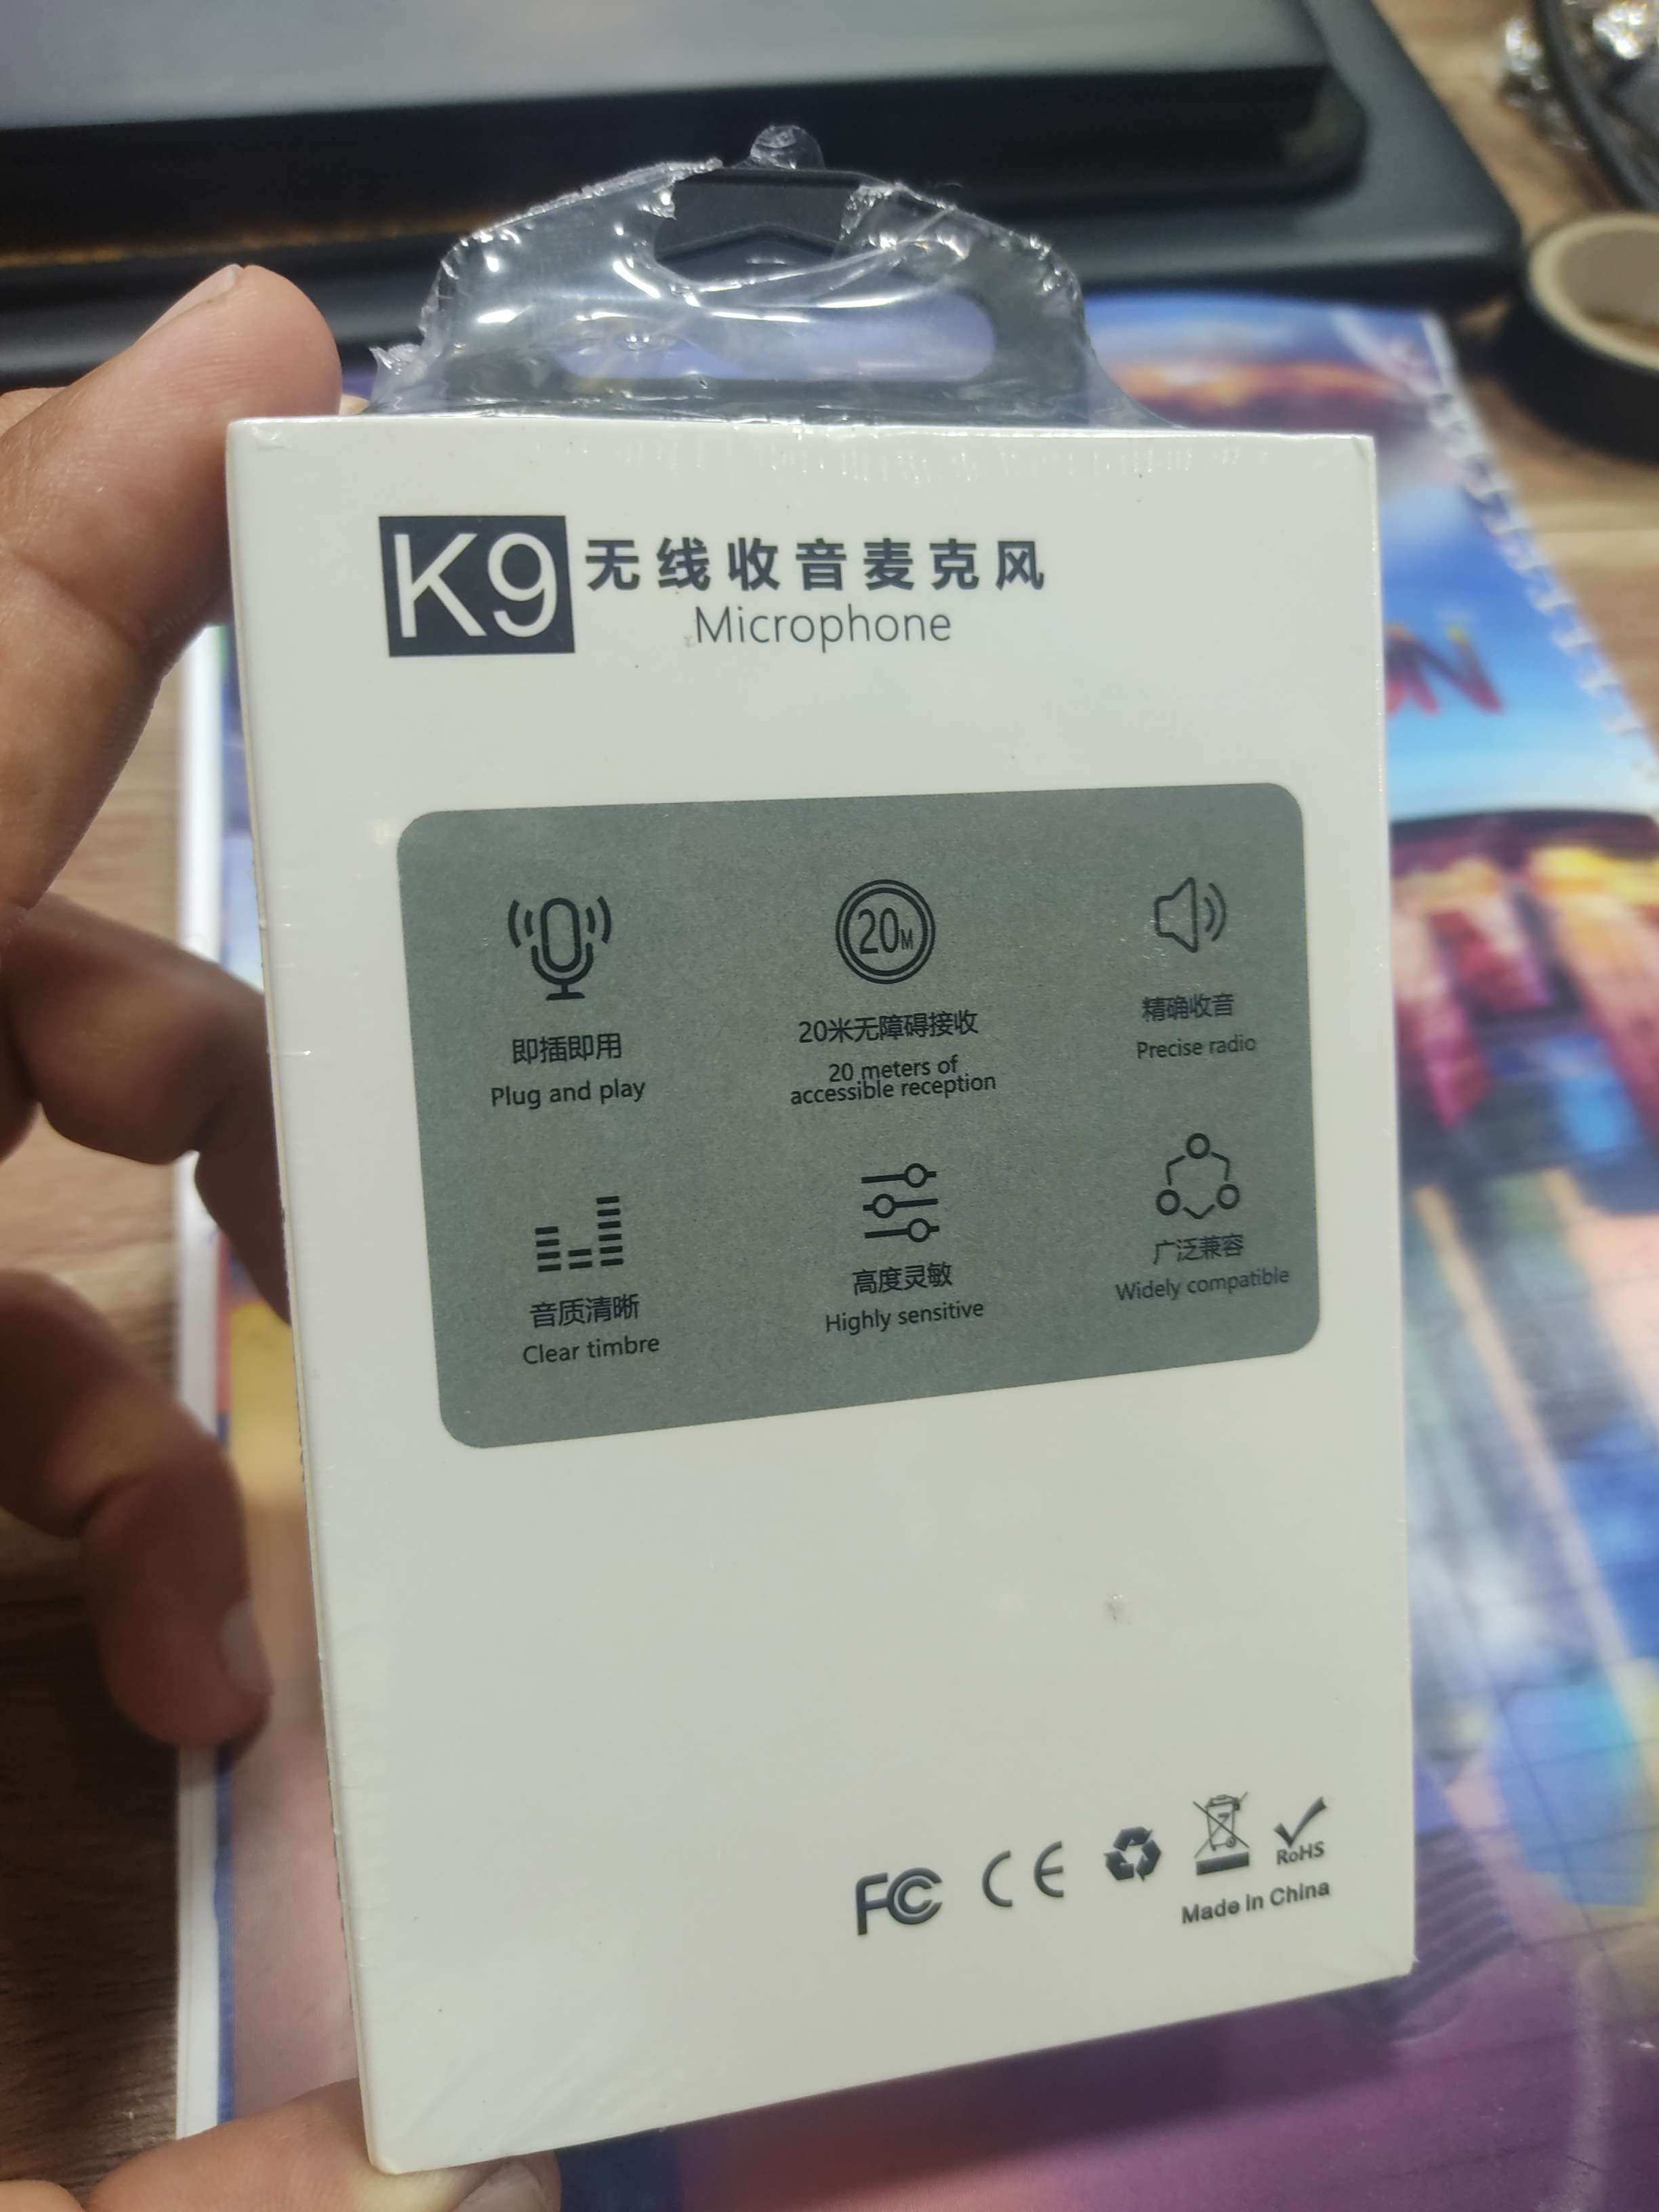 K9 无线收音麦克风
Microphone
20M
即插即用
Plug and play
20米无障碍接收
20 meters of
accessible reception
精确收音
Precise radio
音质清晰
Clear timbre
高度灵敏
Highly sensitive
广泛兼容
Widely compatible
FC CE RoHS
Made in China